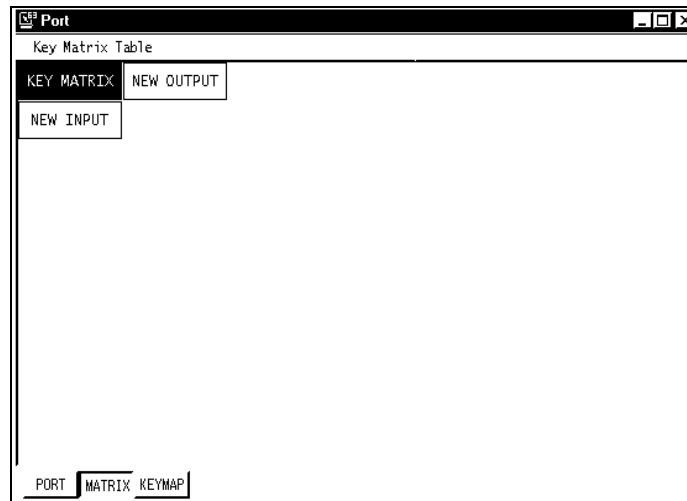 Port
Key Matrix Table
KEY MATRIX NEW OUTPUT
NEW INPUT
PORT MATRIX KEYMAP